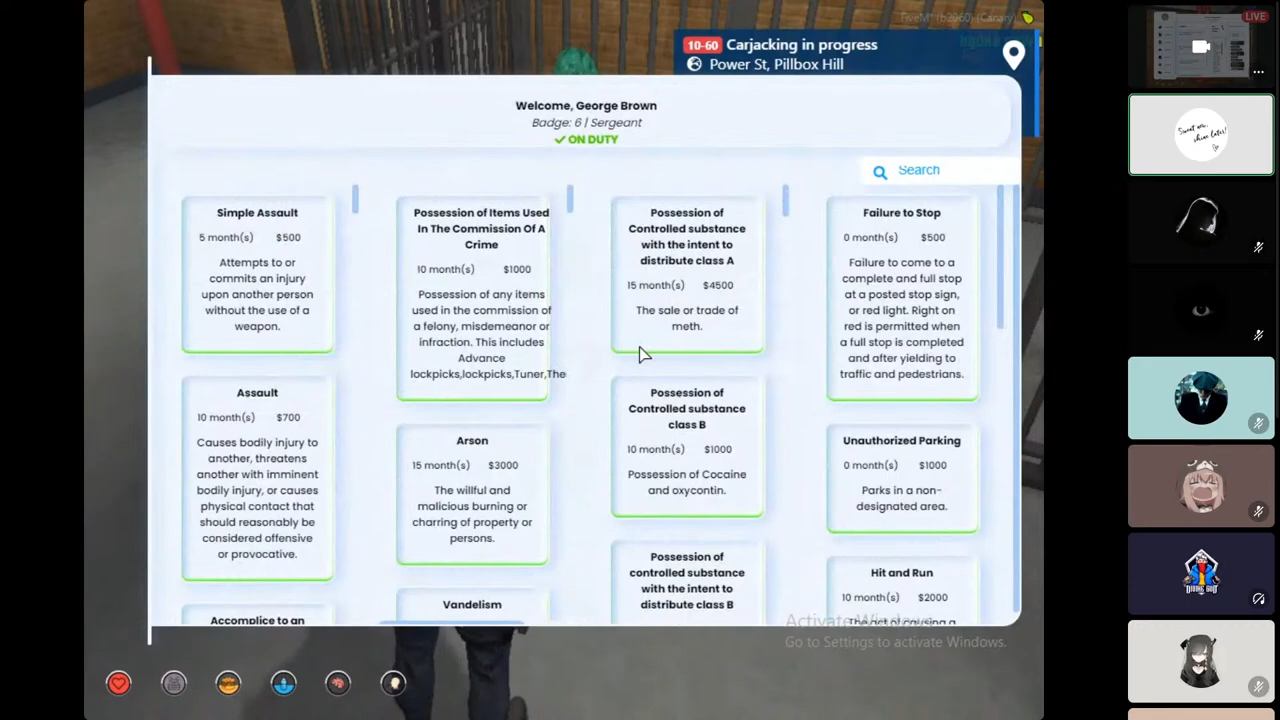 FiveM® (b2060) (Canary)
10-60 Carjacking in progress
Power St, Pillbox Hill
LIVE
Welcome, George Brown
Badge: 6 | Sergeant
ON DUTY
Search
Simple Assault
5 month(s) $500
Attempts to or
commits an injury
upon another person
without the use of a
weapon.
Assault
10 month(s) $700
Causes bodily injury to
another, threatens
another with imminent
bodily injury, or causes
physical contact that
should reasonably be
considered offensive
or provocative.
Accomplice to an
Possession of Items Used
In The Commission Of A
Crime
10 month(s) $1000
Possession of any items
used in the commission of
a felony, misdemeanor or
infraction. This includes
Advance
lockpicks,lockpicks,Tuner,The
Arson
15 month(s) $3000
The willful and
malicious burning or
charring of property or
persons.
Vandelism
Possession of
Controlled substance
with the intent to
distribute class A
15 month(s) $4500
The sale or trade of
meth.
Possession of
Controlled substance
class B
10 month(s) $1000
Possession of Cocaine
and oxycontin.
Possession of
controlled substance
with the intent to
distribute class B
Failure to Stop
0 month(s) $500
Failure to come to a
complete and full stop
at a posted stop sign,
or red light. Right on
red is permitted when
a full stop is completed
and after yielding to
traffic and pedestrians.
Unauthorized Parking
0 month(s) $1000
Parks in a non-
designated area.
Hit and Run
10 month(s) $2000
The act of causing a
Activate Windows
Go to Settings to activate Windows.
Sweat now,
shine later!